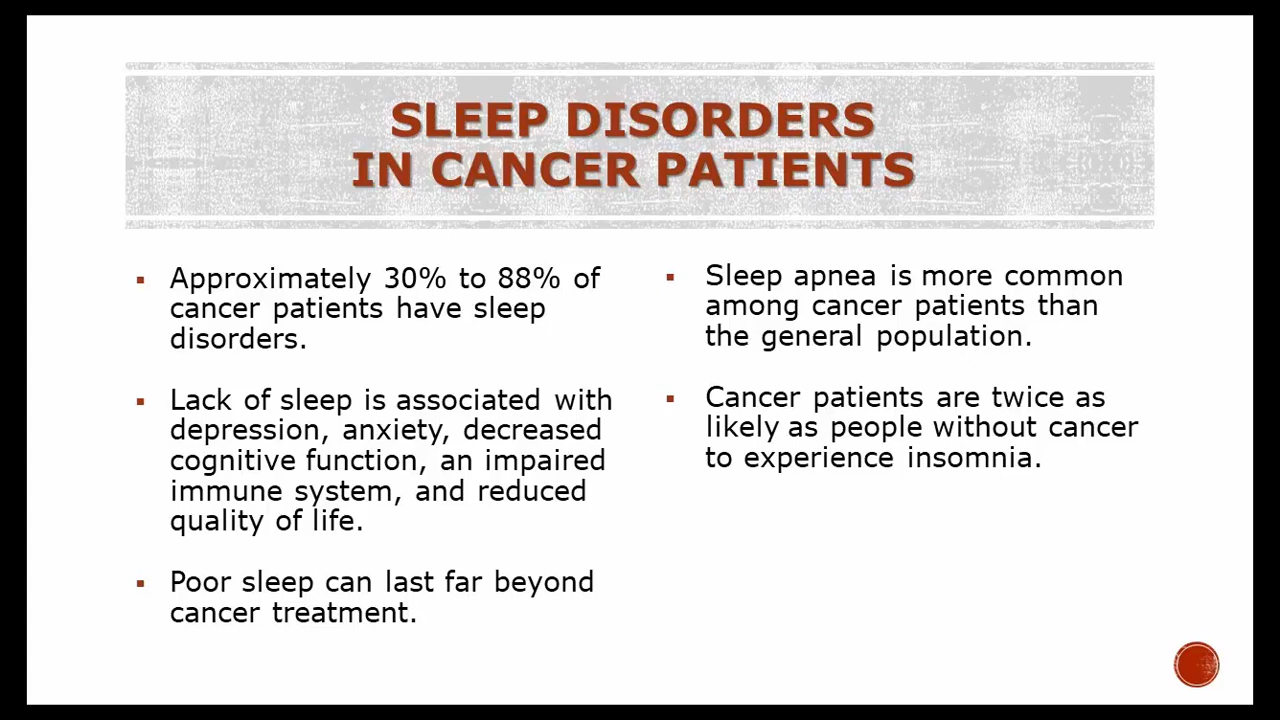 SLEEP DISORDERS
IN CANCER PATIENTS
▪ Approximately 30% to 88% of
cancer patients have sleep
disorders.
▪ Lack of sleep is associated with
depression, anxiety, decreased
cognitive function, an impaired
immune system, and reduced
quality of life.
▪ Poor sleep can last far beyond
cancer treatment.
▪ Sleep apnea is more common
among cancer patients than
the general population.
▪ Cancer patients are twice as
likely as people without cancer
to experience insomnia.